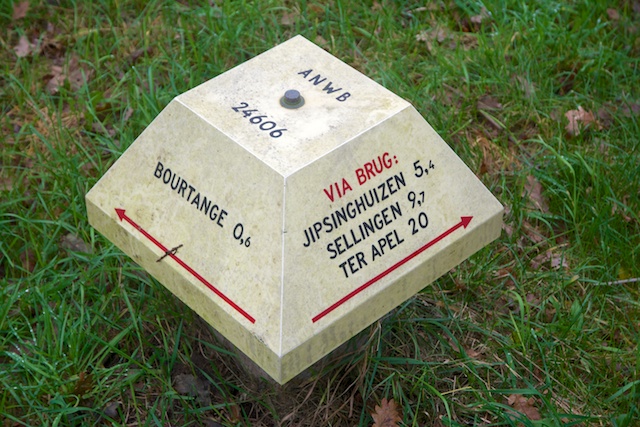 ANWB
24606
BOURTANGE 0,6
VIA BRUG:
JIPSINGHUIZEN 5,4
SELLINGEN 9,7
TER APEL 20